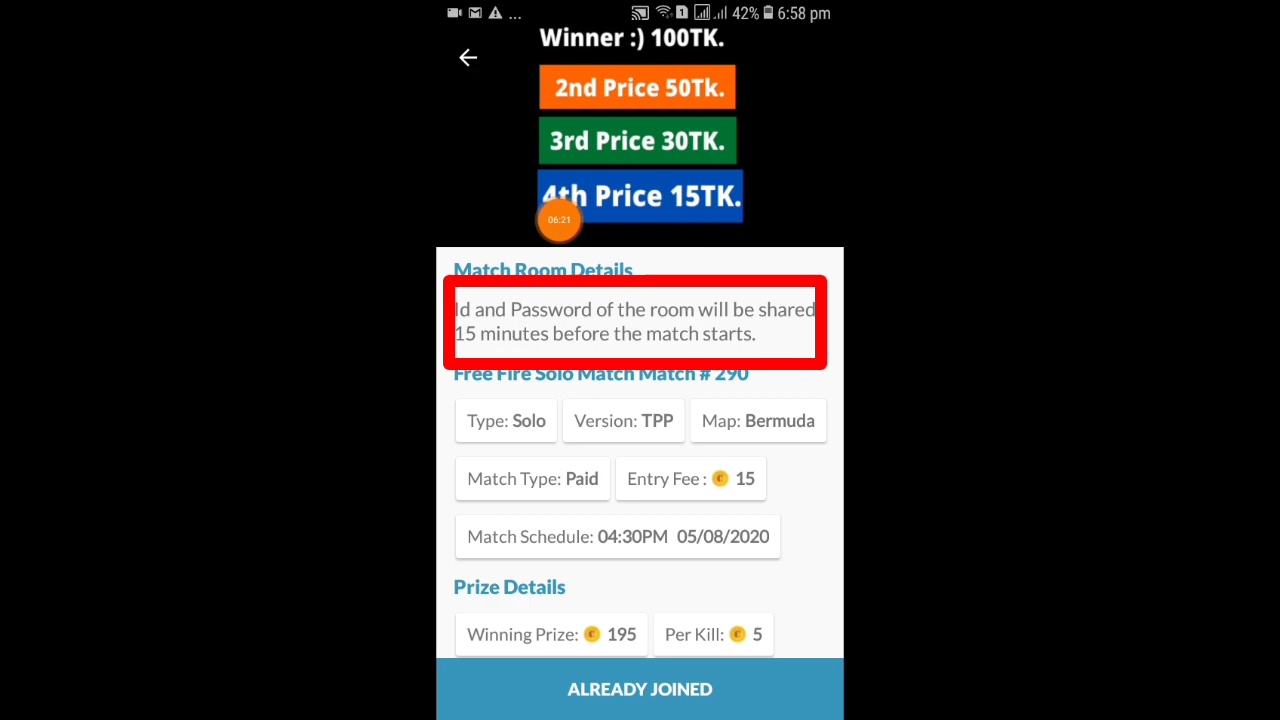 ... 1 42% 6:58 pm
Winner :) 100TK.
2nd Price 50Tk.
3rd Price 30TK.
4th Price 15TK.
06:21
Match Room Details
Id and Password of the room will be shared
15 minutes before the match starts.
Free Fire Solo Match Match # 290
Type: Solo Version: TPP Map: Bermuda
Match Type: Paid Entry Fee : C 15
Match Schedule: 04:30PM 05/08/2020
Prize Details
Winning Prize: C 195 Per Kill: C 5
ALREADY JOINED